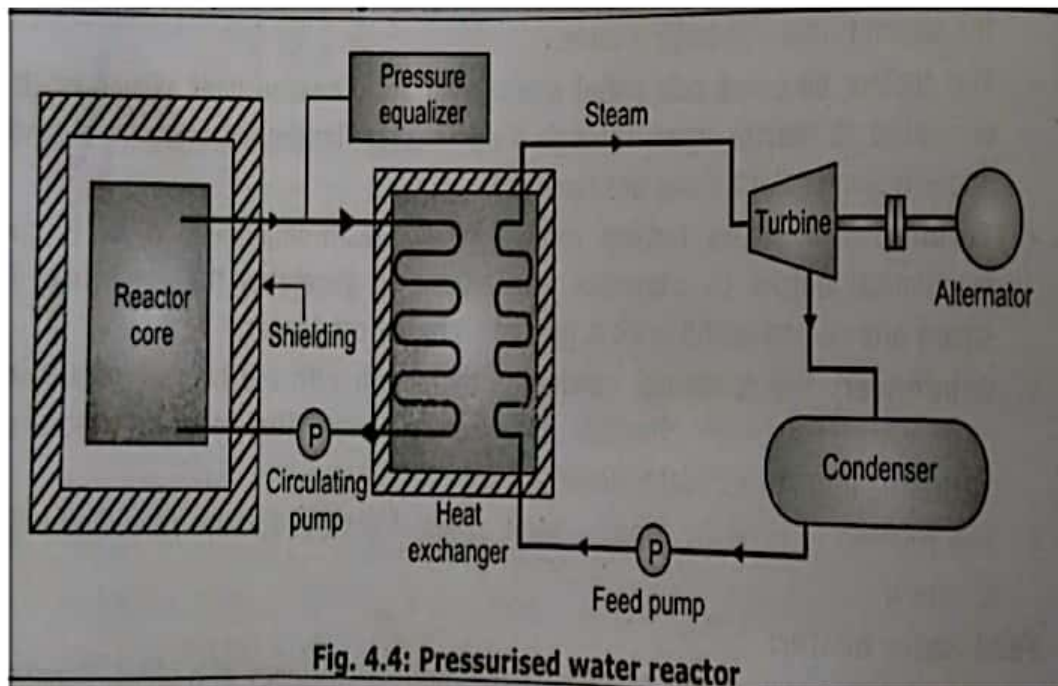 Pressure
equalizer
Steam
Turbine
Alternator
Reactor
core
Shielding
P
Circulating
pump
Heat
exchanger
Condenser
P
Feed pump
Fig. 4.4: Pressurised water reactor